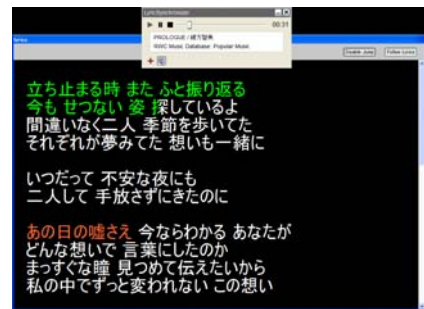 LyricSynchronizer
00:31
PROLOGUE / 緒方智美
RWC Music Database: Popular Music
lyrics
Disable Jump
Follow Lyrics
立ち止まる時 また ふと振り返る
今も せつない 姿 探しているよ
間違いなく二人 季節を歩いてた
それぞれが夢みてた 想いも一緒に
いつだって 不安な夜にも
二人して 手放さずにきたのに
あの日の嘘さえ 今ならわかる あなたが
どんな想いで 言葉にしたのか
まっすぐな瞳 見つめて伝えたいから
私の中でずっと変われない この想い